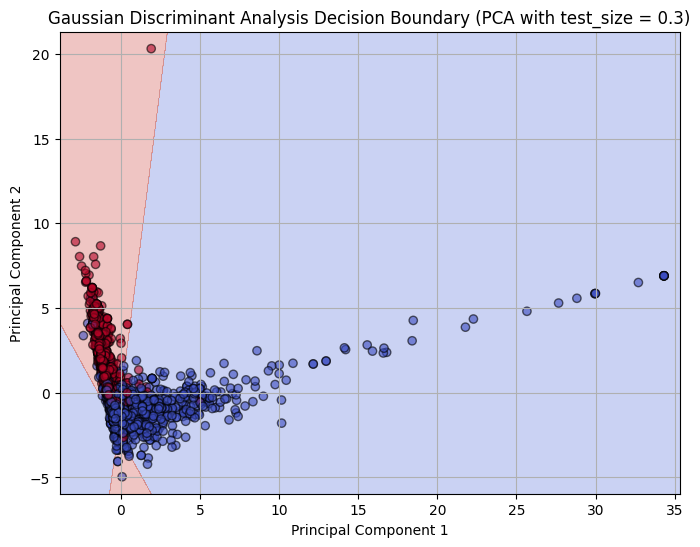 Gaussian Discriminant Analysis Decision Boundary (PCA with test_size = 0.3)
20
15
10
5
0
−5
Principal Component 2
0 5 10 15 20 25 30 35
Principal Component 1